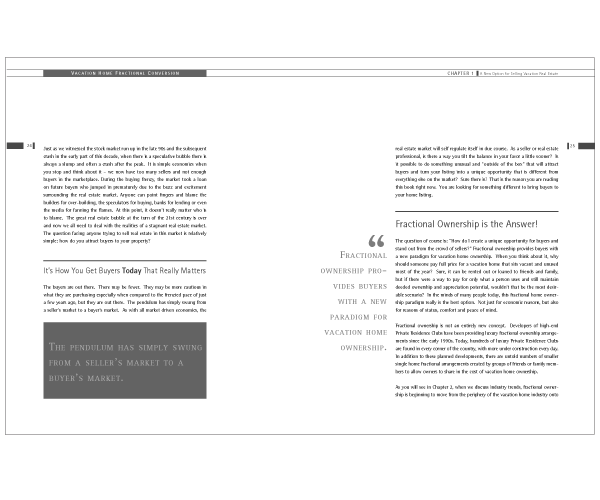 VACATION HOME FRACTIONAL CONVERSION
24
Just as we witnessed the stock market run up in the late 90s and the subsequent
crash in the early part of this decade, when there is a speculative bubble there is
always a slump and often a crash after the peak. It is simple economics when
you stop and think about it – we now have too many sellers and not enough
buyers in the marketplace. During the buying frenzy, the market took a loan
on future buyers who jumped in prematurely due to the buzz and excitement
surrounding the real estate market. Anyone can point fingers and blame the
builders for over-building, the speculators for buying, banks for lending or even
the media for fanning the flames. At this point, it doesn't really matter who is
to blame. The great real estate bubble at the turn of the 21st century is over
and now we all need to deal with the realities of a stagnant real estate market.
The question facing anyone trying to sell real estate in this market is relatively
simple: how do you attract buyers to your property?
It's How You Get Buyers Today That Really Matters
The buyers are out there. There may be fewer. They may be more cautious in
what they are purchasing especially when compared to the frenzied pace of just
a few years ago, but they are out there. The pendulum has simply swung from
a seller's market to a buyer's market. As with all market driven economies, the
THE PENDULUM HAS SIMPLY SWUNG
FROM A SELLER'S MARKET TO A
BUYER'S MARKET.
CHAPTER 1 A New Option for Selling Vacation Real Estate
25
real estate market will self regulate itself in due course. As a seller or real estate
professional, is there a way you tilt the balance in your favor a little sooner? Is
it possible to do something unusual and "outside of the box" that will attract
buyers and turn your listing into a unique opportunity that is different from
everything else on the market? Sure there is! That is the reason you are reading
this book right now. You are looking for something different to bring buyers to
your home listing.
“
FRACTIONAL
OWNERSHIP PRO-
VIDES BUYERS
WITH A NEW
PARADIGM FOR
VACATION HOME
OWNERSHIP.
Fractional Ownership is the Answer!
The question of course is: "How do I create a unique opportunity for buyers and
stand out from the crowd of sellers?" Fractional ownership provides buyers with
a new paradigm for vacation home ownership. When you think about it, why
should someone pay full price for a vacation home that sits vacant and unused
most of the year? Sure, it can be rented out or loaned to friends and family,
but if there were a way to pay for only what a person uses and still maintain
deeded ownership and appreciation potential, wouldn't that be the most desir-
able scenario? In the minds of many people today, this fractional home owner-
ship paradigm really is the best option. Not just for economic reasons, but also
for reasons of status, comfort and peace of mind.
Fractional ownership is not an entirely new concept. Developers of high-end
Private Residence Clubs have been providing luxury fractional ownership arrange-
ments since the early 1990s. Today, hundreds of luxury Private Residence Clubs
are found in every corner of the country, with more under construction every day.
In addition to these planned developments, there are untold numbers of smaller
single home fractional arrangements created by groups of friends or family mem-
bers to allow owners to share in the cost of vacation home ownership.
As you will see in Chapter 2, when we discuss industry trends, fractional owner-
ship is beginning to move from the periphery of the vacation home industry onto